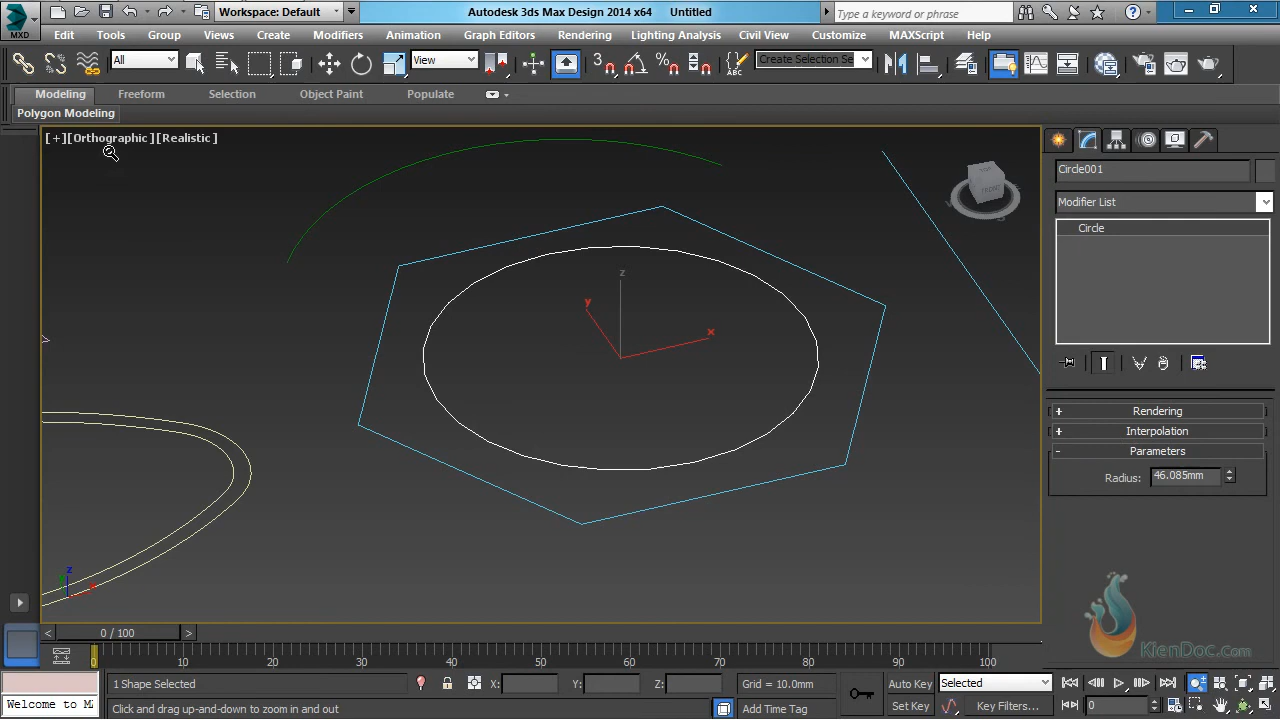 MXD
Workspace: Default
Autodesk 3ds Max Design 2014 x64 Untitled
Type a keyword or phrase
Edit Tools Group Views Create Modifiers Animation Graph Editors Rendering Lighting Analysis Civil View Customize MAXScript Help
All View 3 Create Selection Se
Modeling Freeform Selection Object Paint Populate
Polygon Modeling
[+][Orthographic][Realistic]
Circle001
Modifier List
Circle
TOP
FRONT
z
y
x
Rendering
Interpolation
Parameters
Radius: 46.085mm
z
KienDoc.Com
0 / 100
0 10 20 30 40 50 60 70 80 90 100
1 Shape Selected X: Y: Z: Grid = 10.0mm Auto Key Selected
Welcome to M Click and drag up-and-down to zoom in and out Add Time Tag Set Key Key Filters... 0